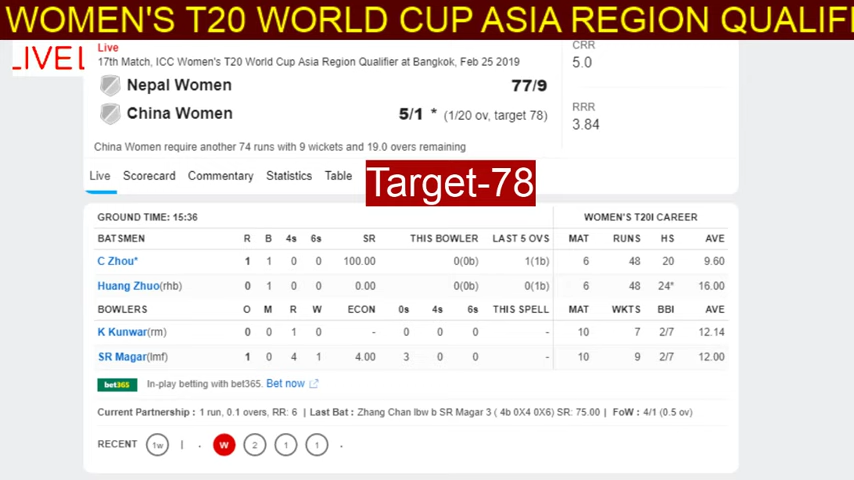 WOMEN'S T20 WORLD CUP ASIA REGION QUALIFI
LIVE!
Live
17th Match, ICC Women's T20 World Cup Asia Region Qualifier at Bangkok, Feb 25 2019
Nepal Women 77/9
China Women 5/1 * (1/20 ov, target 78)
China Women require another 74 runs with 9 wickets and 19.0 overs remaining
CRR
5.0
RRR
3.84
Live Scorecard Commentary Statistics Table
Target-78
GROUND TIME: 15:36 WOMEN'S T20I CAREER
BATSMEN R B 4s 6s SR THIS BOWLER LAST 5 OVS MAT RUNS HS AVE
C Zhou* 1 1 0 0 100.00 0(0b) 1(1b) 6 48 20 9.60
Huang Zhuo(rhb) 0 1 0 0 0.00 0(0b) 0(1b) 6 48 24* 16.00
BOWLERS O M R W ECON 0s 4s 6s THIS SPELL MAT WKTS BBI AVE
K Kunwar(rm) 0 0 1 0 - 0 0 0 - 10 7 2/7 12.14
SR Magar(lmf) 1 0 4 1 4.00 3 0 0 - 10 9 2/7 12.00
bet365 In-play betting with bet365. Bet now
Current Partnership : 1 run, 0.1 overs, RR: 6 | Last Bat : Zhang Chan lbw b SR Magar 3 ( 4b 0X4 0X6) SR: 75.00 | FoW : 4/1 (0.5 ov)
RECENT 1w | . W 2 1 1 .